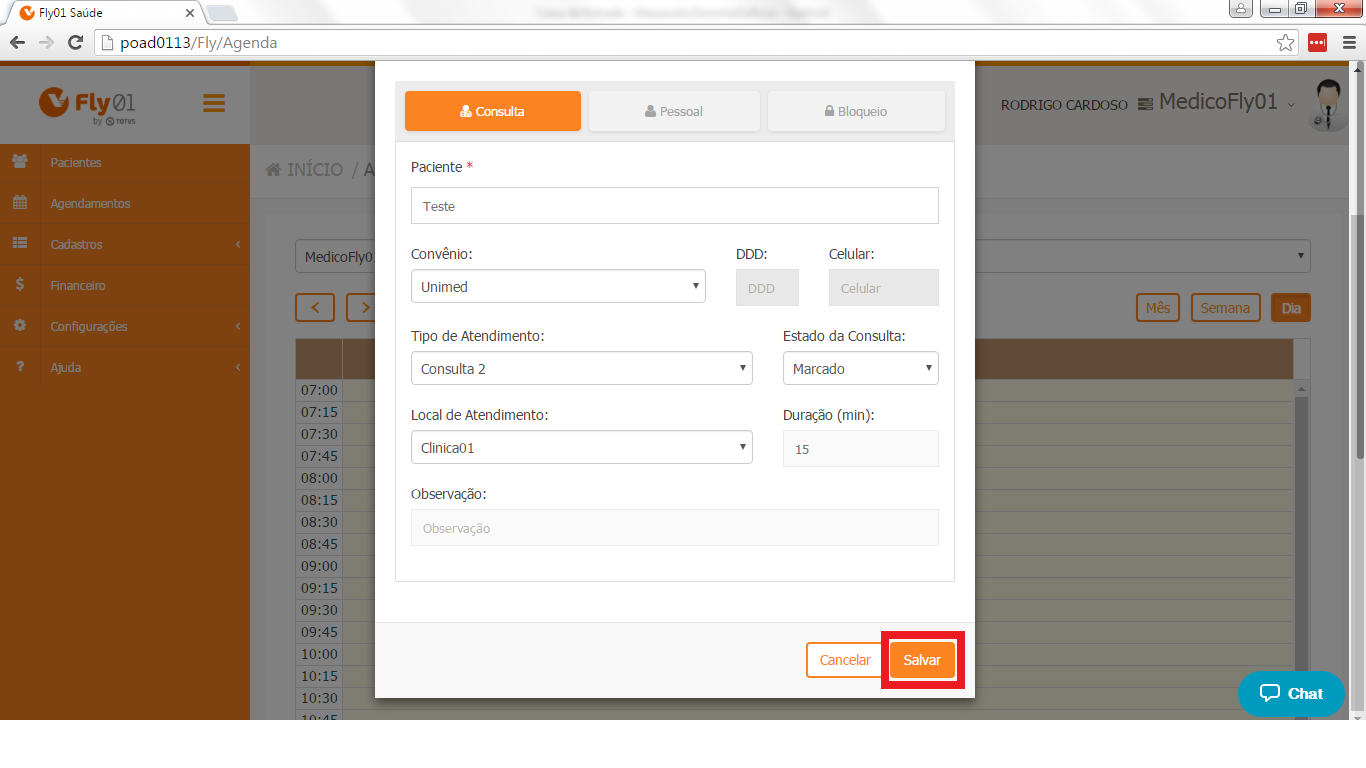 Fly01 Saúde
poad0113/Fly/Agenda
Fly01
by TOTVS
RODRIGO CARDOSO MedicoFly01
Consulta Pessoal Bloqueio
Pacientes
Agendamentos
Cadastros
Financeiro
Configurações
Ajuda
INÍCIO / A
Paciente *
Teste
Convênio: DDD: Celular:
MedicoFly0
Unimed DDD Celular
< > Mês Semana Dia
Tipo de Atendimento: Estado da Consulta:
Consulta 2 Marcado
Local de Atendimento: Duração (min):
Clinica01 15
Observação:
Observação
Cancelar Salvar
07:00
07:15
07:30
07:45
08:00
08:15
08:30
08:45
09:00
09:15
09:30
09:45
10:00
10:15
10:30
10:45
Chat